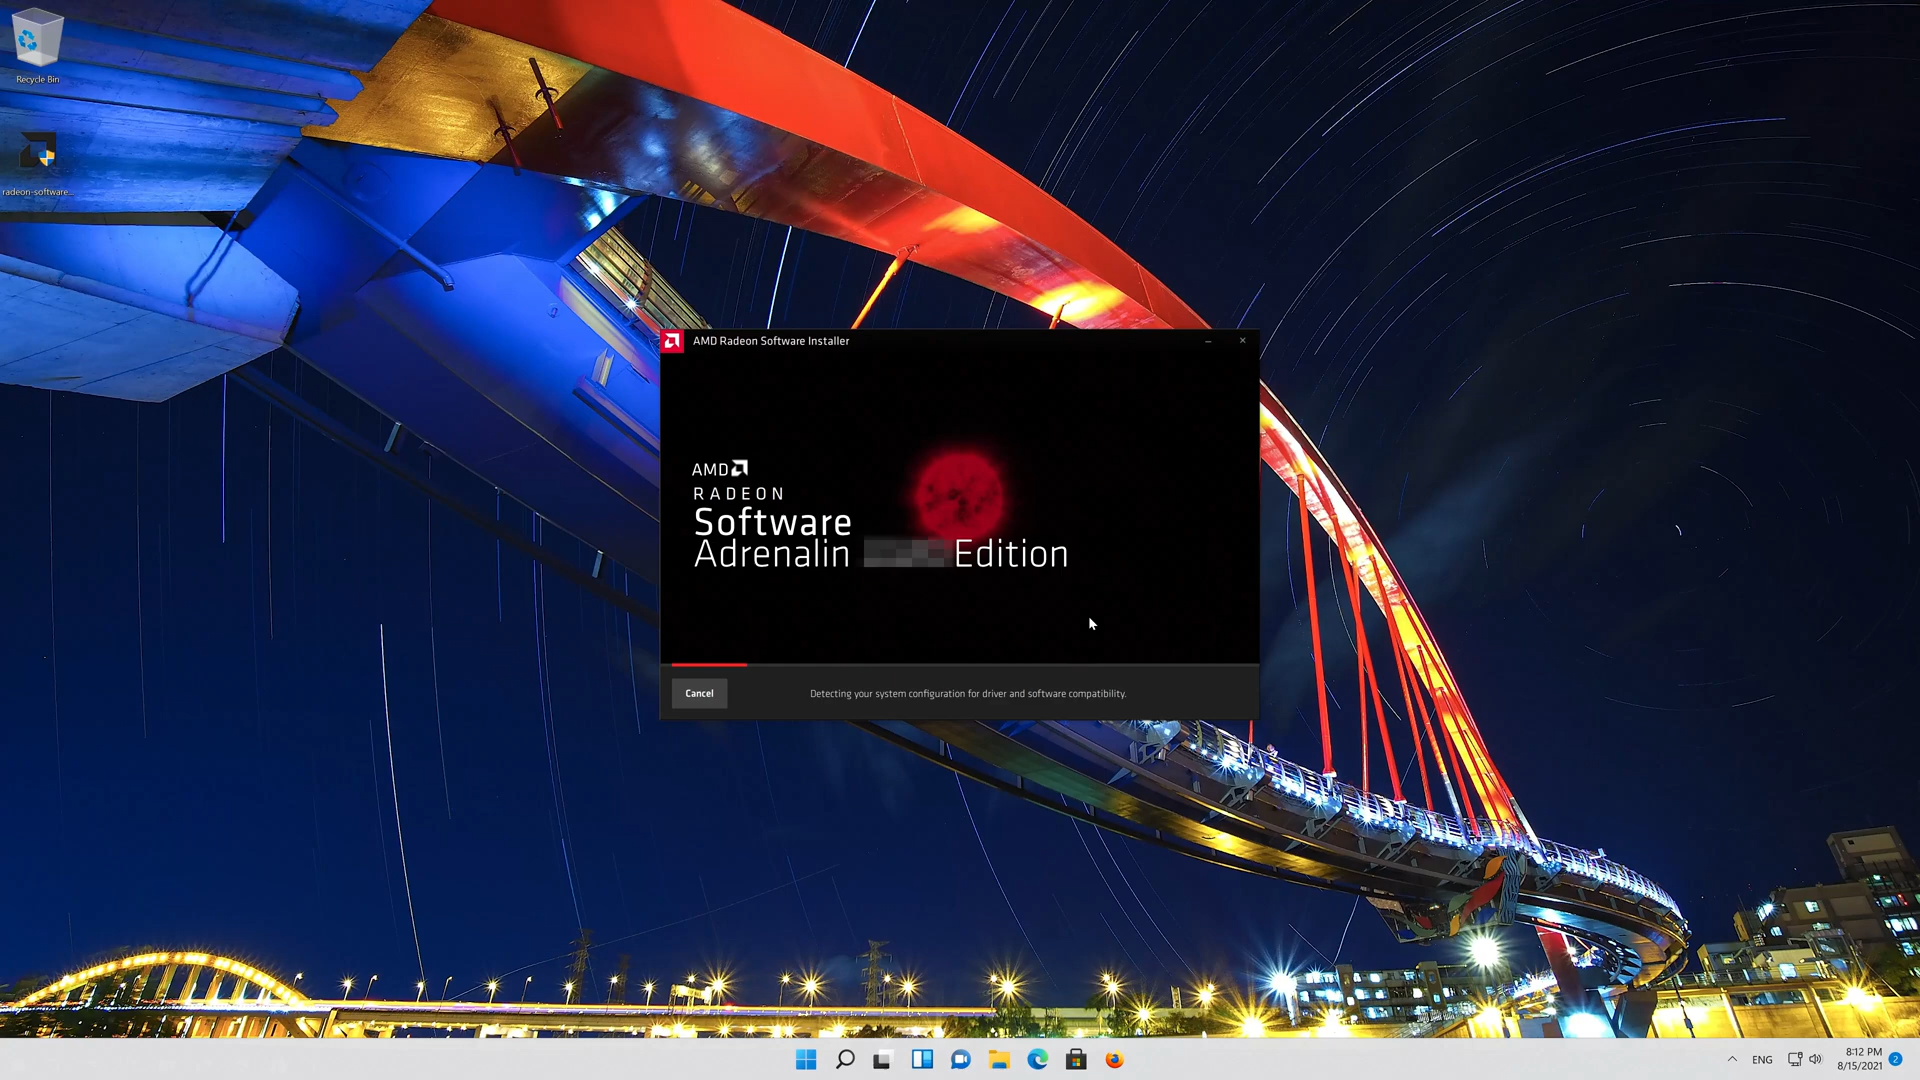 Recycle Bin
radeon-software...
AMD Radeon Software Installer
AMD
RADEON
Software
Adrenalin Edition
Cancel
Detecting your system configuration for driver and software compatibility.
ENG
8:12 PM
8/15/2021
2